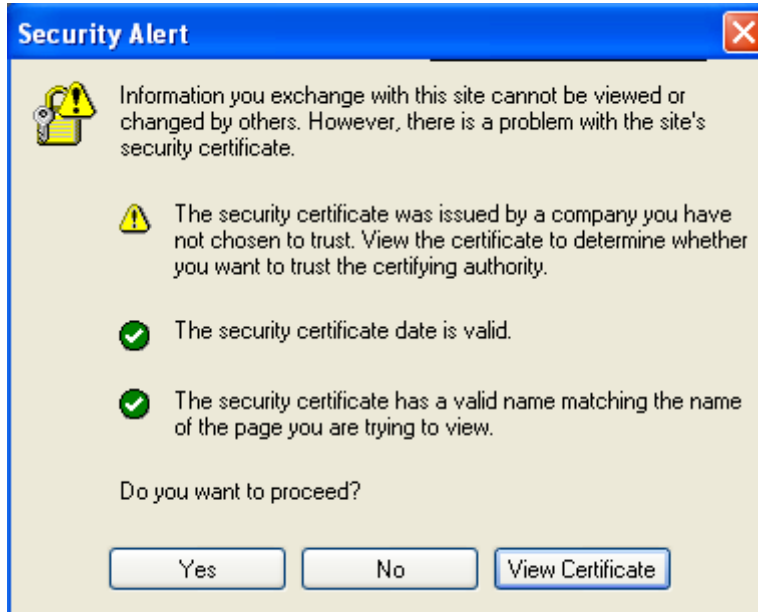 Security Alert
Information you exchange with this site cannot be viewed or
changed by others. However, there is a problem with the site's
security certificate.
The security certificate was issued by a company you have
not chosen to trust. View the certificate to determine whether
you want to trust the certifying authority.
The security certificate date is valid.
The security certificate has a valid name matching the name
of the page you are trying to view.
Do you want to proceed?
Yes No View Certificate